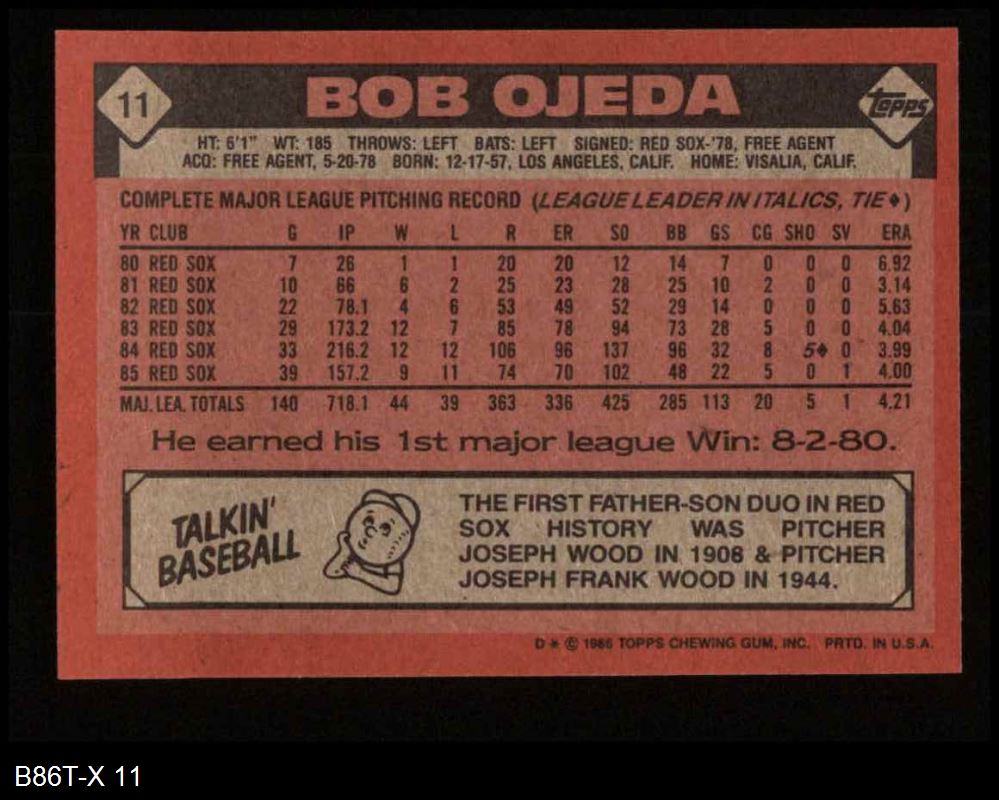 11
BOB OJEDA
Topps
HT: 6'1" WT: 185 THROWS: LEFT BATS: LEFT SIGNED: RED SOX-'78, FREE AGENT
ACQ: FREE AGENT, 5-20-78 BORN: 12-17-57, LOS ANGELES, CALIF. HOME: VISALIA, CALIF.
COMPLETE MAJOR LEAGUE PITCHING RECORD (LEAGUE LEADER IN ITALICS, TIE♦)
YR CLUB G IP W L R ER SO BB GS CG SHO SV ERA
80 RED SOX 7 26 1 1 20 20 12 14 7 0 0 0 6.92
81 RED SOX 10 66 6 2 25 23 28 25 10 2 0 0 3.14
82 RED SOX 22 78.1 4 6 53 49 52 29 14 0 0 0 5.63
83 RED SOX 29 173.2 12 7 85 78 94 73 28 5 0 0 4.04
84 RED SOX 33 216.2 12 12 106 96 137 96 32 8 5♦ 0 3.99
85 RED SOX 39 157.2 9 11 74 70 102 48 22 5 0 1 4.00
MAJ. LEA. TOTALS 140 718.1 44 39 363 336 425 285 113 20 5 1 4.21
He earned his 1st major league Win: 8-2-80.
TALKIN'
BASEBALL
THE FIRST FATHER-SON DUO IN RED
SOX HISTORY WAS PITCHER
JOSEPH WOOD IN 1908 & PITCHER
JOSEPH FRANK WOOD IN 1944.
D * © 1986 TOPPS CHEWING GUM, INC. PRTD. IN U.S.A.
B86T-X 11